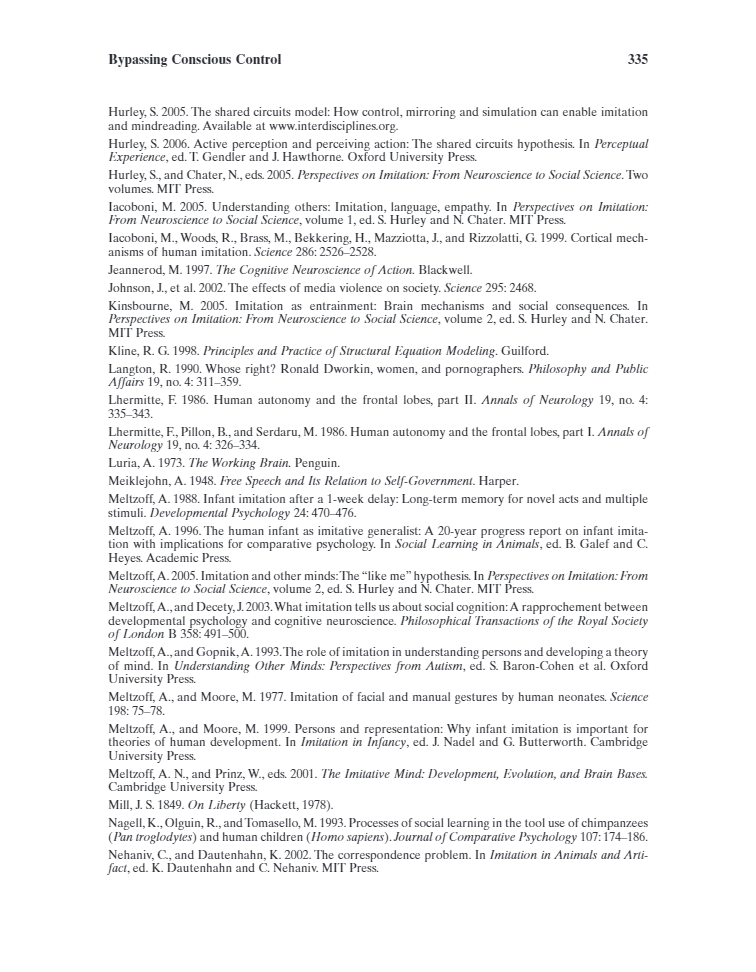 Bypassing Conscious Control 335
Hurley, S. 2005. The shared circuits model: How control, mirroring and simulation can enable imitation
and mindreading. Available at www.interdisciplines.org.
Hurley, S. 2006. Active perception and perceiving action: The shared circuits hypothesis. In Perceptual
Experience, ed. T. Gendler and J. Hawthorne. Oxford University Press.
Hurley, S., and Chater, N., eds. 2005. Perspectives on Imitation: From Neuroscience to Social Science. Two
volumes. MIT Press.
Iacoboni, M. 2005. Understanding others: Imitation, language, empathy. In Perspectives on Imitation:
From Neuroscience to Social Science, volume 1, ed. S. Hurley and N. Chater. MIT Press.
Iacoboni, M., Woods, R., Brass, M., Bekkering, H., Mazziotta, J., and Rizzolatti, G. 1999. Cortical mech-
anisms of human imitation. Science 286: 2526–2528.
Jeannerod, M. 1997. The Cognitive Neuroscience of Action. Blackwell.
Johnson, J., et al. 2002. The effects of media violence on society. Science 295: 2468.
Kinsbourne, M. 2005. Imitation as entrainment: Brain mechanisms and social consequences. In
Perspectives on Imitation: From Neuroscience to Social Science, volume 2, ed. S. Hurley and N. Chater.
MIT Press.
Kline, R. G. 1998. Principles and Practice of Structural Equation Modeling. Guilford.
Langton, R. 1990. Whose right? Ronald Dworkin, women, and pornographers. Philosophy and Public
Affairs 19, no. 4: 311–359.
Lhermitte, F. 1986. Human autonomy and the frontal lobes, part II. Annals of Neurology 19, no. 4:
335–343.
Lhermitte, F., Pillon, B., and Serdaru, M. 1986. Human autonomy and the frontal lobes, part I. Annals of
Neurology 19, no. 4: 326–334.
Luria, A. 1973. The Working Brain. Penguin.
Meiklejohn, A. 1948. Free Speech and Its Relation to Self-Government. Harper.
Meltzoff, A. 1988. Infant imitation after a 1-week delay: Long-term memory for novel acts and multiple
stimuli. Developmental Psychology 24: 470–476.
Meltzoff, A. 1996. The human infant as imitative generalist: A 20-year progress report on infant imita-
tion with implications for comparative psychology. In Social Learning in Animals, ed. B. Galef and C.
Heyes. Academic Press.
Meltzoff, A. 2005. Imitation and other minds: The “like me” hypothesis. In Perspectives on Imitation: From
Neuroscience to Social Science, volume 2, ed. S. Hurley and N. Chater. MIT Press.
Meltzoff, A., and Decety, J. 2003. What imitation tells us about social cognition: A rapprochement between
developmental psychology and cognitive neuroscience. Philosophical Transactions of the Royal Society
of London B 358: 491–500.
Meltzoff, A., and Gopnik, A. 1993. The role of imitation in understanding persons and developing a theory
of mind. In Understanding Other Minds: Perspectives from Autism, ed. S. Baron-Cohen et al. Oxford
University Press.
Meltzoff, A., and Moore, M. 1977. Imitation of facial and manual gestures by human neonates. Science
198: 75–78.
Meltzoff, A., and Moore, M. 1999. Persons and representation: Why infant imitation is important for
theories of human development. In Imitation in Infancy, ed. J. Nadel and G. Butterworth. Cambridge
University Press.
Meltzoff, A. N., and Prinz, W., eds. 2001. The Imitative Mind: Development, Evolution, and Brain Bases.
Cambridge University Press.
Mill, J. S. 1849. On Liberty (Hackett, 1978).
Nagell, K., Olguin, R., and Tomasello, M. 1993. Processes of social learning in the tool use of chimpanzees
(Pan troglodytes) and human children (Homo sapiens). Journal of Comparative Psychology 107: 174–186.
Nehaniv, C., and Dautenhahn, K. 2002. The correspondence problem. In Imitation in Animals and Arti-
fact, ed. K. Dautenhahn and C. Nehaniv. MIT Press.